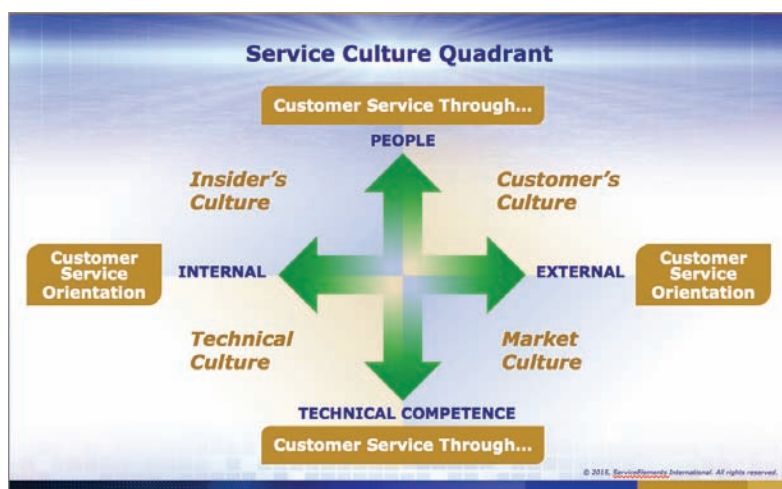 Service Culture Quadrant
Customer Service Through...
PEOPLE
Insider's
Culture
Customer's
Culture
Customer
Service
Orientation
INTERNAL
EXTERNAL
Customer
Service
Orientation
Technical
Culture
Market
Culture
TECHNICAL COMPETENCE
Customer Service Through...
© 2015, ServiceElements International. All rights reserved.